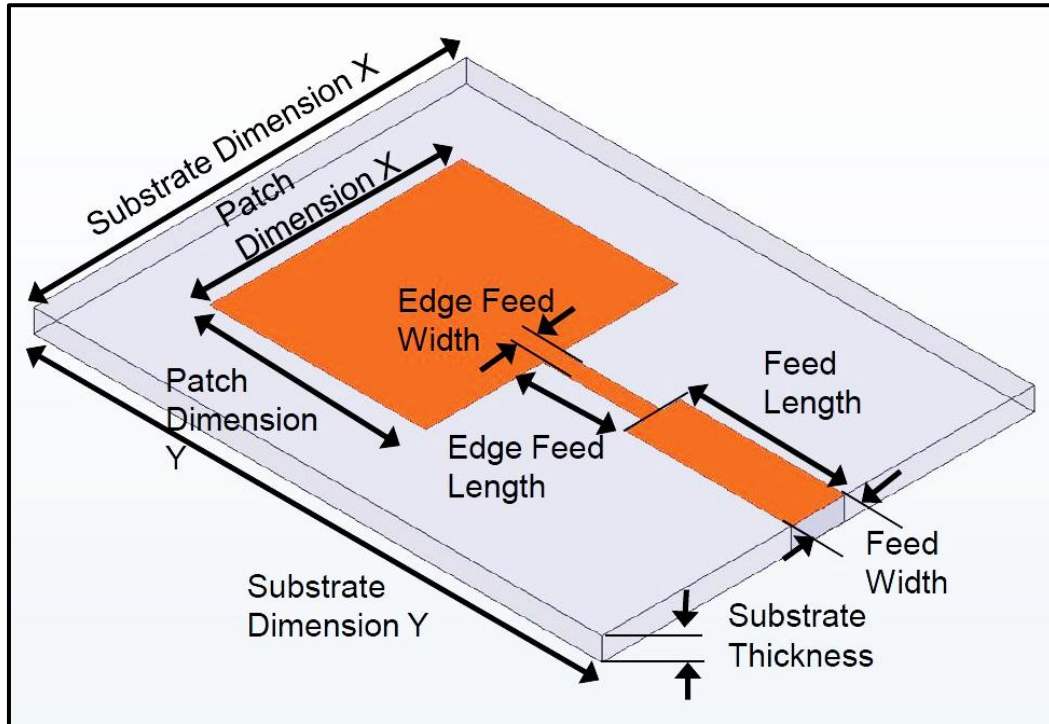 Substrate Dimension X
Patch
Dimension X
Edge Feed
Width
Feed
Length
Patch
Dimension
Y
Edge Feed
Length
Feed
Width
Substrate
Dimension Y
Substrate
Thickness